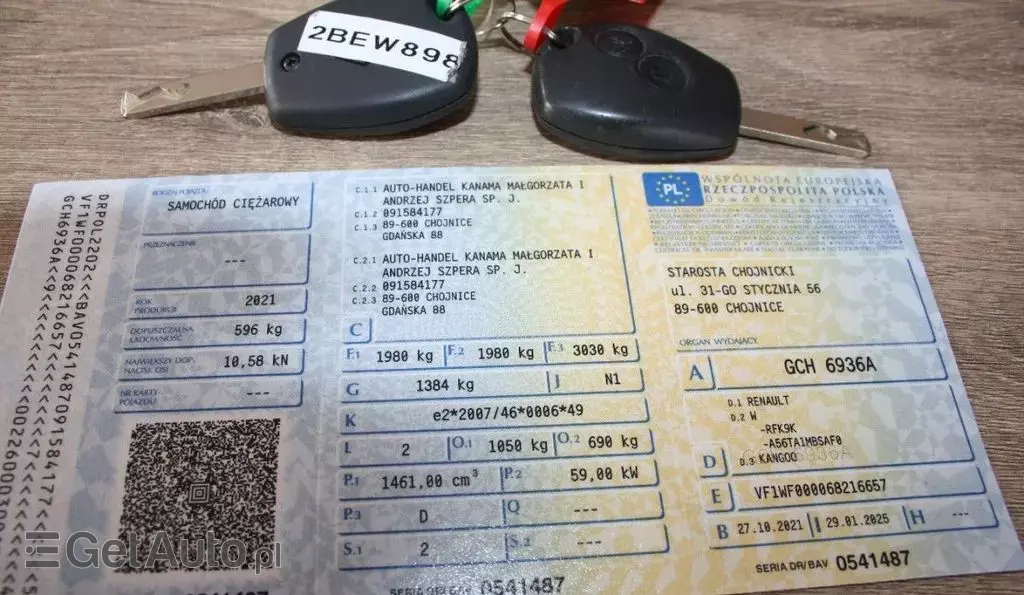 2BEW898
DRPOL2202<<<BAV0541487091584177<
VF1WF000068216657<
GCH6936A<9<
RODZAJ POJAZDU
SAMOCHÓD CIĘŻAROWY
PRZEZNACZENIE
---
ROK PRODUKCJI 2021
DOPUSZCZALNA ŁADOWNOŚĆ 596 kg
NAJWIĘKSZY DOP. NACISK OSI 10,58 kN
NR KARTY POJAZDU ---
C.1.1 AUTO-HANDEL KANAMA MAŁGORZATA I
ANDRZEJ SZPERA SP. J.
C.1.2 091584177
C.1.3 89-600 CHOJNICE
GDAŃSKA 88
C.2.1 AUTO-HANDEL KANAMA MAŁGORZATA I
ANDRZEJ SZPERA SP. J.
C.2.2 091584177
C.2.3 89-600 CHOJNICE
GDAŃSKA 88
C
F.1 1980 kg F.2 1980 kg F.3 3030 kg
G 1384 kg J N1
K e2*2007/46*0006*49
L 2 O.1 1050 kg O.2 690 kg
P.1 1461,00 cm³ P.2 59,00 kW
P.3 D Q ---
S.1 2 S.2 ---
SERIA DR/BAV 0541487
PL
WSPÓLNOTA EUROPEJSKA
RZECZPOSPOLITA POLSKA
Dowód Rejestracyjny
STAROSTA CHOJNICKI
ul. 31-GO STYCZNIA 56
89-600 CHOJNICE
ORGAN WYDAJĄCY
A GCH 6936A
D.1 RENAULT
D.2 W
-RFK9K
-A56TA1MBSAF0
D D.3 KANGOO
E VF1WF000068216657
B 27.10.2021 I 29.01.2025 H ---
SERIA DR/BAV 0541487
GetAuto.pl